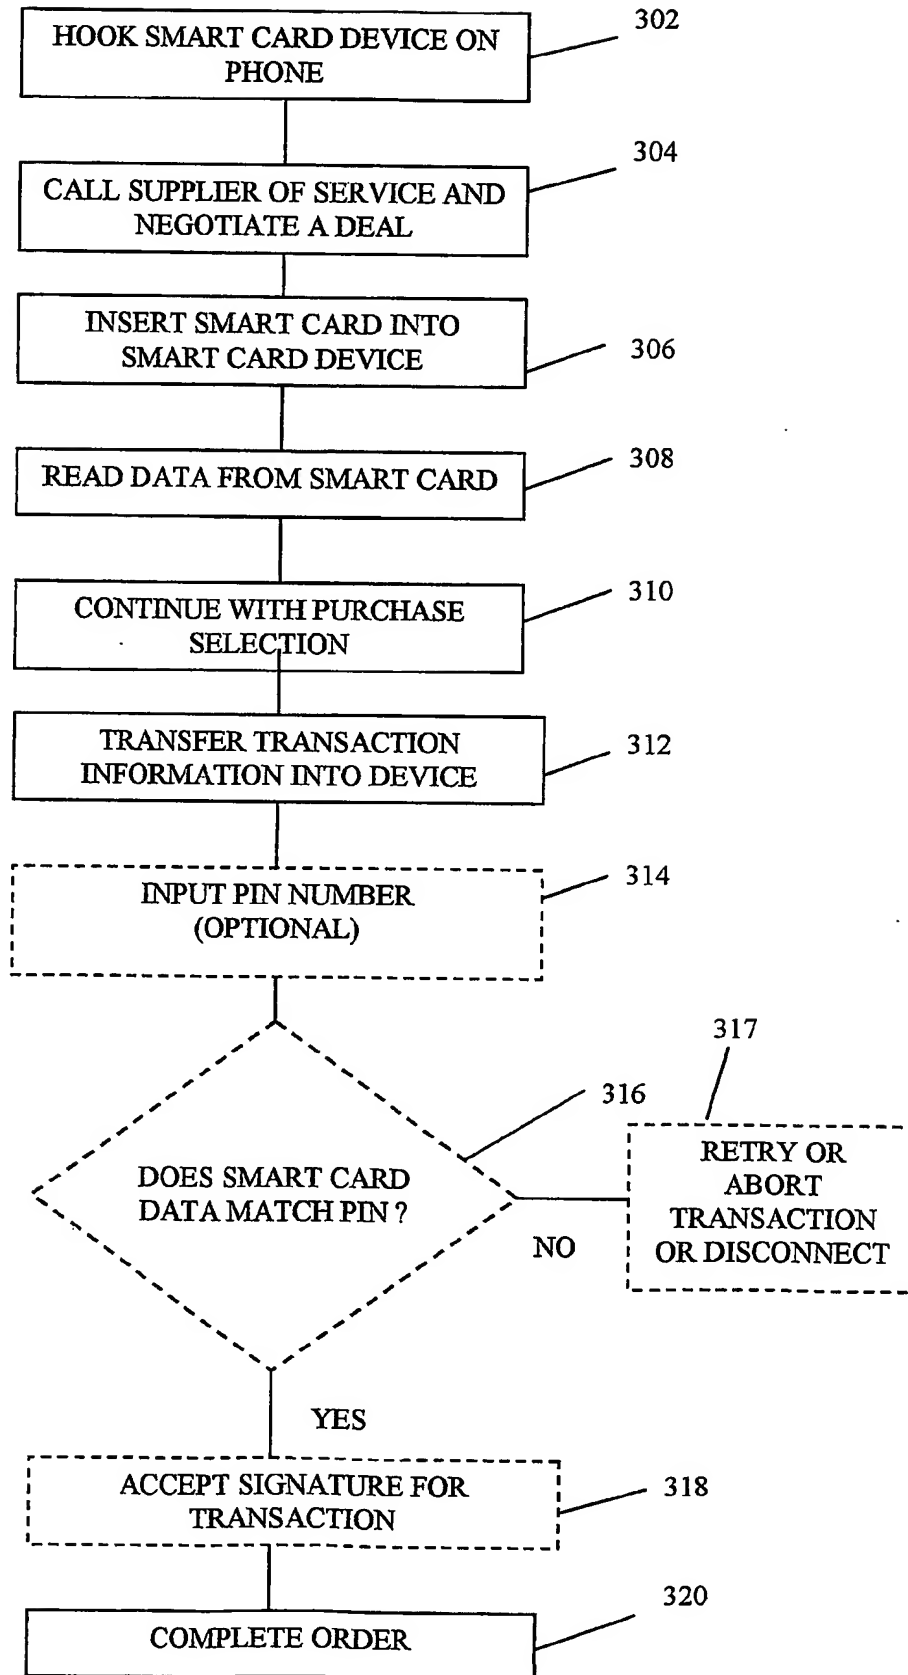 302
HOOK SMART CARD DEVICE ON
PHONE
304
CALL SUPPLIER OF SERVICE AND
NEGOTIATE A DEAL
INSERT SMART CARD INTO
SMART CARD DEVICE
306
READ DATA FROM SMART CARD
308
310
CONTINUE WITH PURCHASE
SELECTION
TRANSFER TRANSACTION
INFORMATION INTO DEVICE
312
314
INPUT PIN NUMBER
(OPTIONAL)
316
DOES SMART CARD
DATA MATCH PIN ?
NO
317
RETRY OR
ABORT
TRANSACTION
OR DISCONNECT
YES
ACCEPT SIGNATURE FOR
TRANSACTION
318
320
COMPLETE ORDER